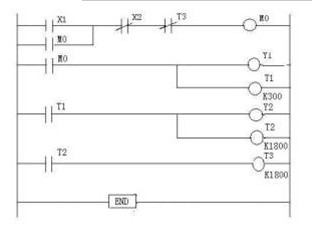 X1 X2 T3 M0
M0
M0 Y1
T1
K300
T1 Y2
T2
K1800
T2 T3
K1800
END